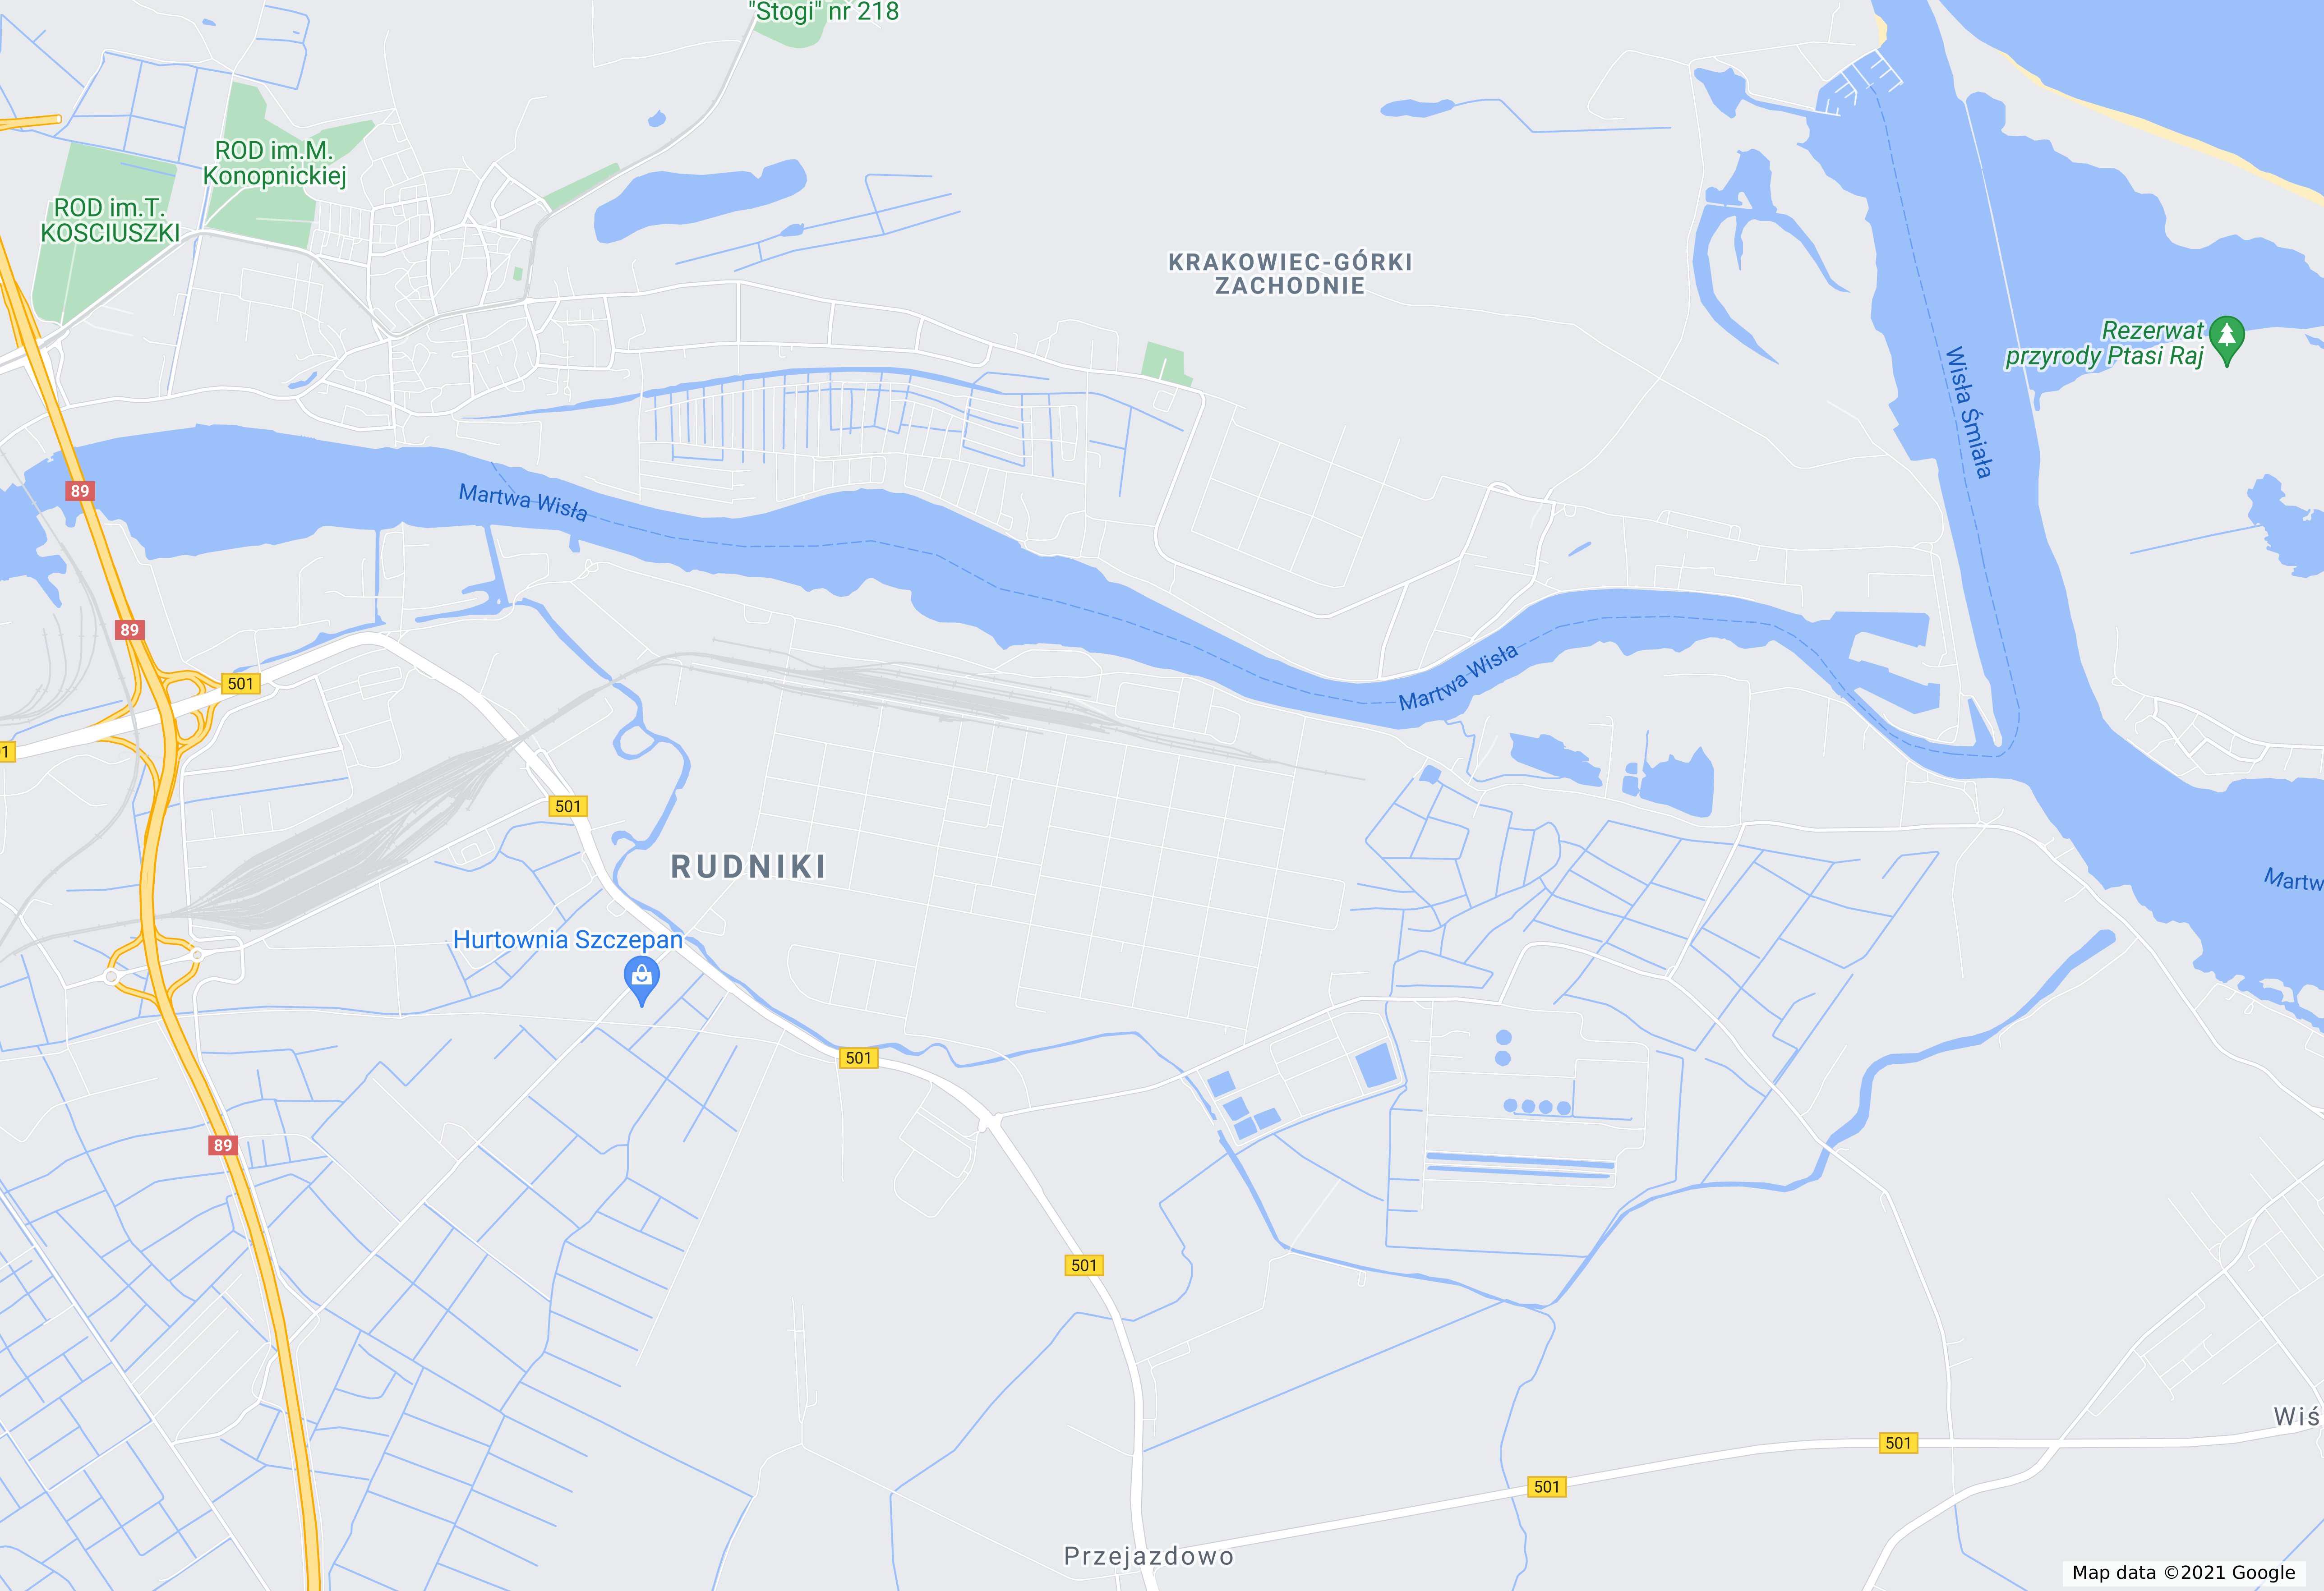 "Stogi" nr 218
ROD im.M.
Konopnickiej
ROD im.T.
KOSCIUSZKI
KRAKOWIEC-GÓRKI
ZACHODNIE
Rezerwat
przyrody Ptasi Raj
Wisła Śmiała
89
Martwa Wisła
89
Martwa Wisła
501
01
501
RUDNIKI
Martw
Hurtownia Szczepan
501
89
501
Wiś
501
501
Przejazdowo
Map data ©2021 Google